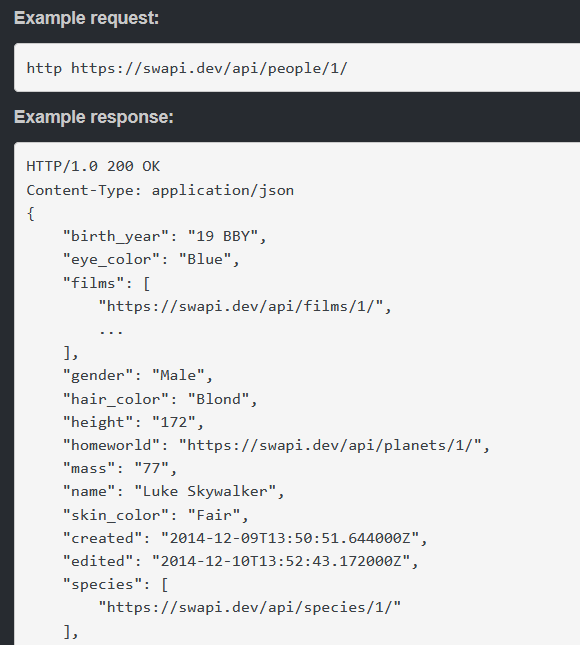 Example request:
http https://swapi.dev/api/people/1/
Example response:
HTTP/1.0 200 OK
Content-Type: application/json
{
    "birth_year": "19 BBY",
    "eye_color": "Blue",
    "films": [
        "https://swapi.dev/api/films/1/",
        ...
    ],
    "gender": "Male",
    "hair_color": "Blond",
    "height": "172",
    "homeworld": "https://swapi.dev/api/planets/1/",
    "mass": "77",
    "name": "Luke Skywalker",
    "skin_color": "Fair",
    "created": "2014-12-09T13:50:51.644000Z",
    "edited": "2014-12-10T13:52:43.172000Z",
    "species": [
        "https://swapi.dev/api/species/1/"
    ],